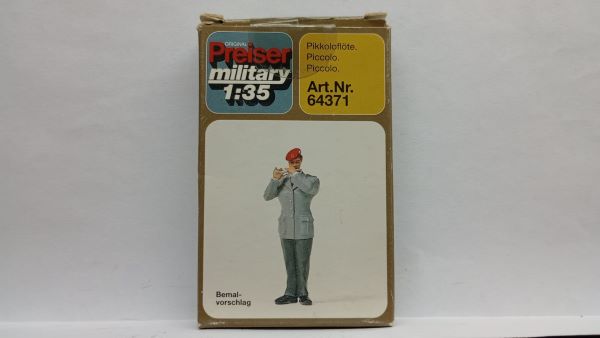 ORIGINAL
Preiser
military
1:35
Pikkoloflöte.
Piccolo.
Piccolo.
Art.Nr.
64371
Bemal-
vorschlag